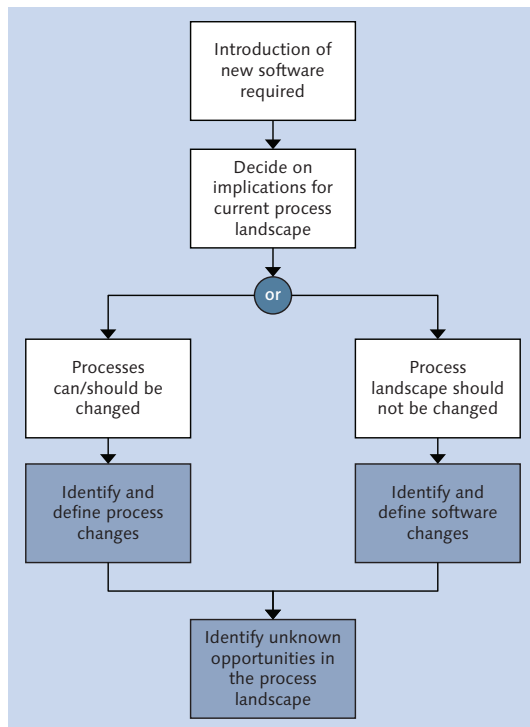 Introduction of
new software
required
Decide on
implications for
current process
landscape
or
Processes
can/should be
changed
Process
landscape should
not be changed
Identify and
define process
changes
Identify and
define software
changes
Identify unknown
opportunities in
the process
landscape